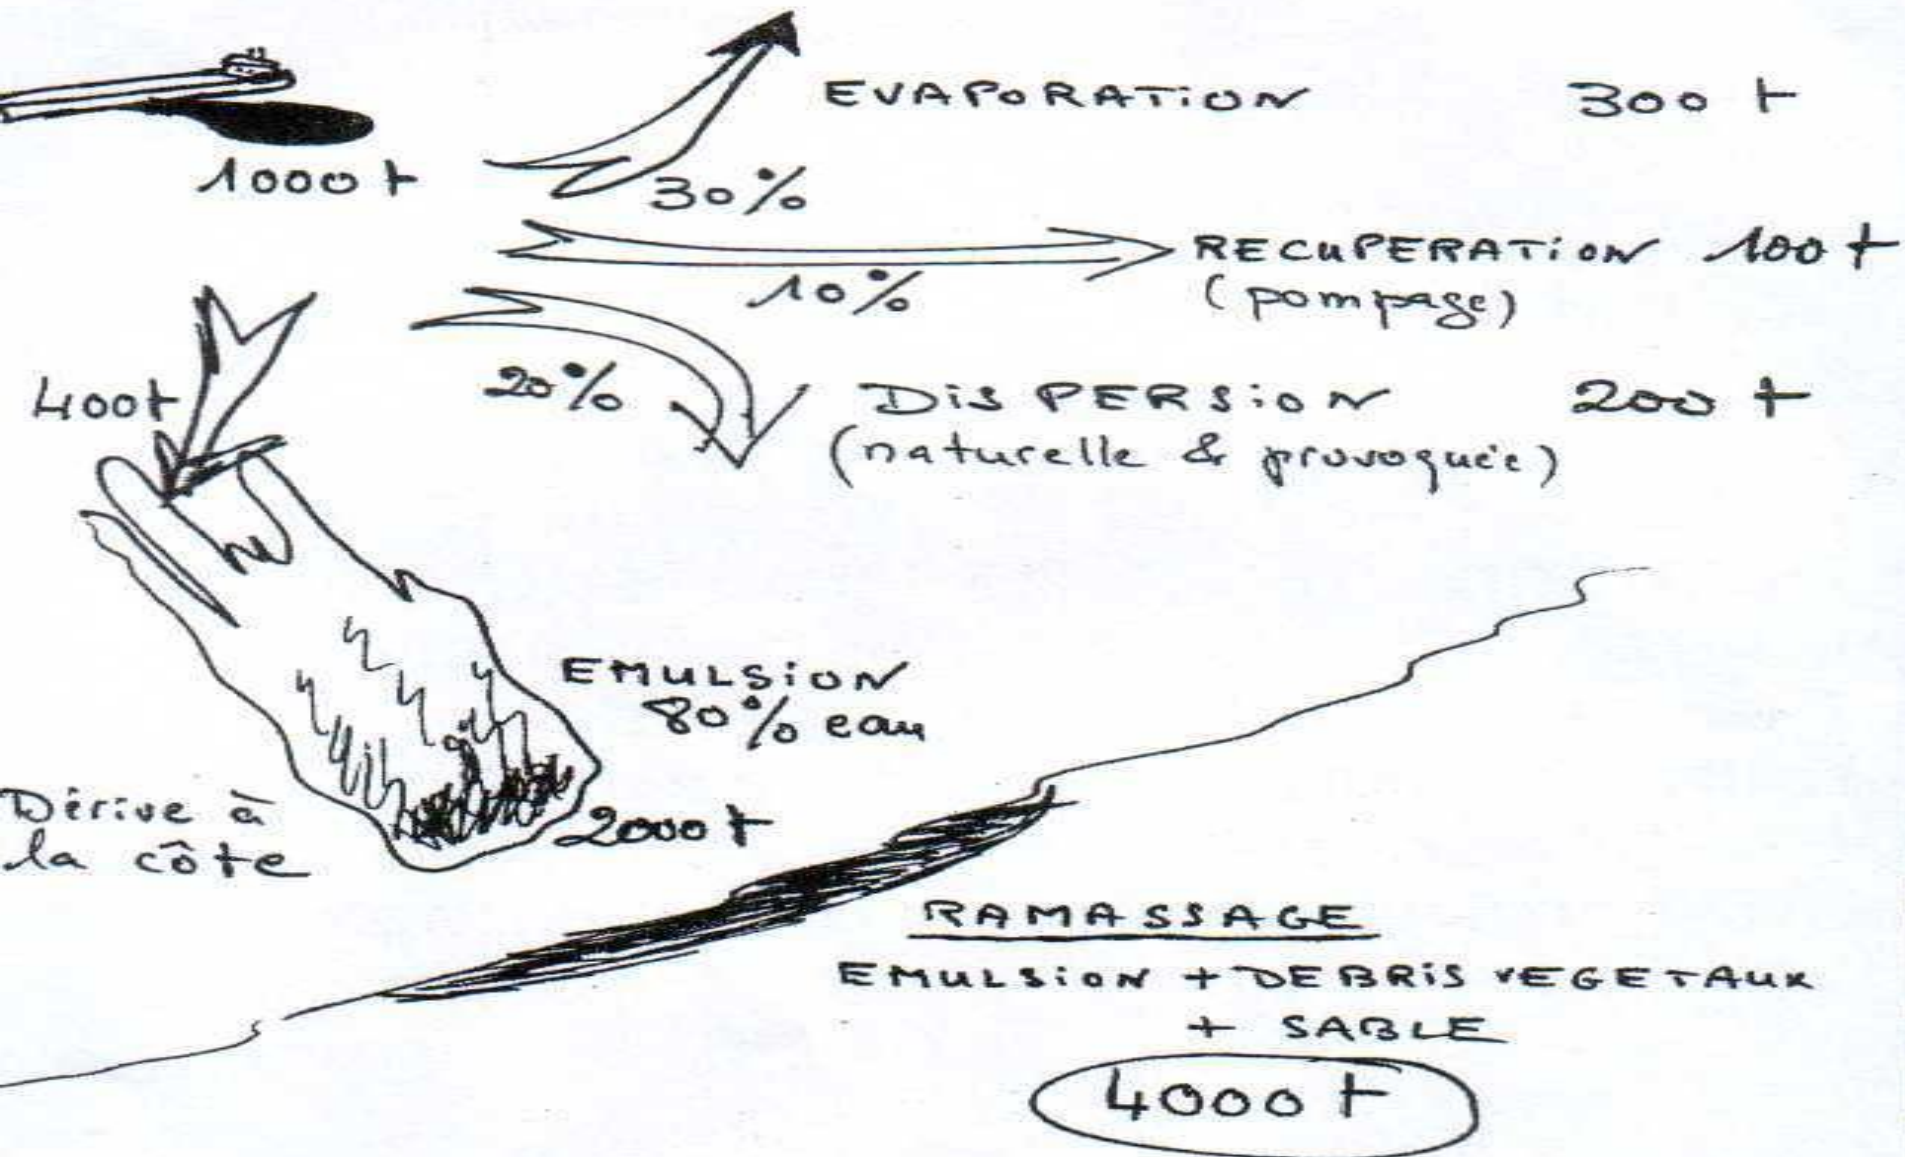 EVAPORATION 300 t
1000 t
30%
RECUPERATION 100 t
10%
(pompage)
400t
20%
DISPERSION 200 t
(naturelle & provoquée)
EMULSION
80% eau
Dérive à
la côte
2000 t
RAMASSAGE
EMULSION + DEBRIS VEGETAUX
+ SABLE
4000 t